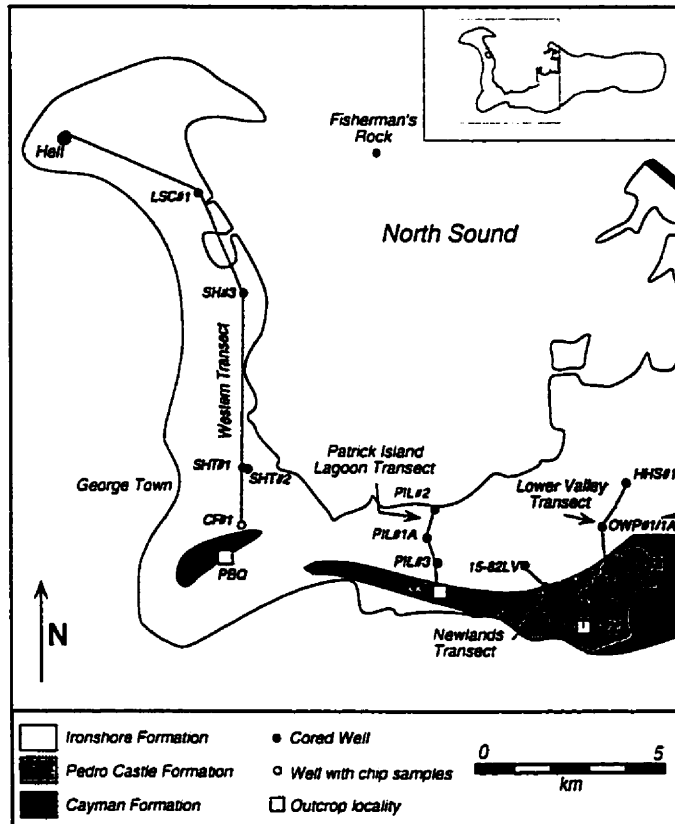 Fisherman's
Rock
Hell
LSC#1
North Sound
SH#3
Western Transect
Patrick Island
Lagoon Transect
SHT#1
SHT#2
George Town
PIL#2
Lower Valley
Transect
HHS#1
CF#1
PIL#1A
OWP#1/1A
PBQ
PIL#3
15-82LV
N
Newlands
Transect
Ironshore Formation
Pedro Castle Formation
Cayman Formation
Cored Well
Well with chip samples
Outcrop locality
0
5
km